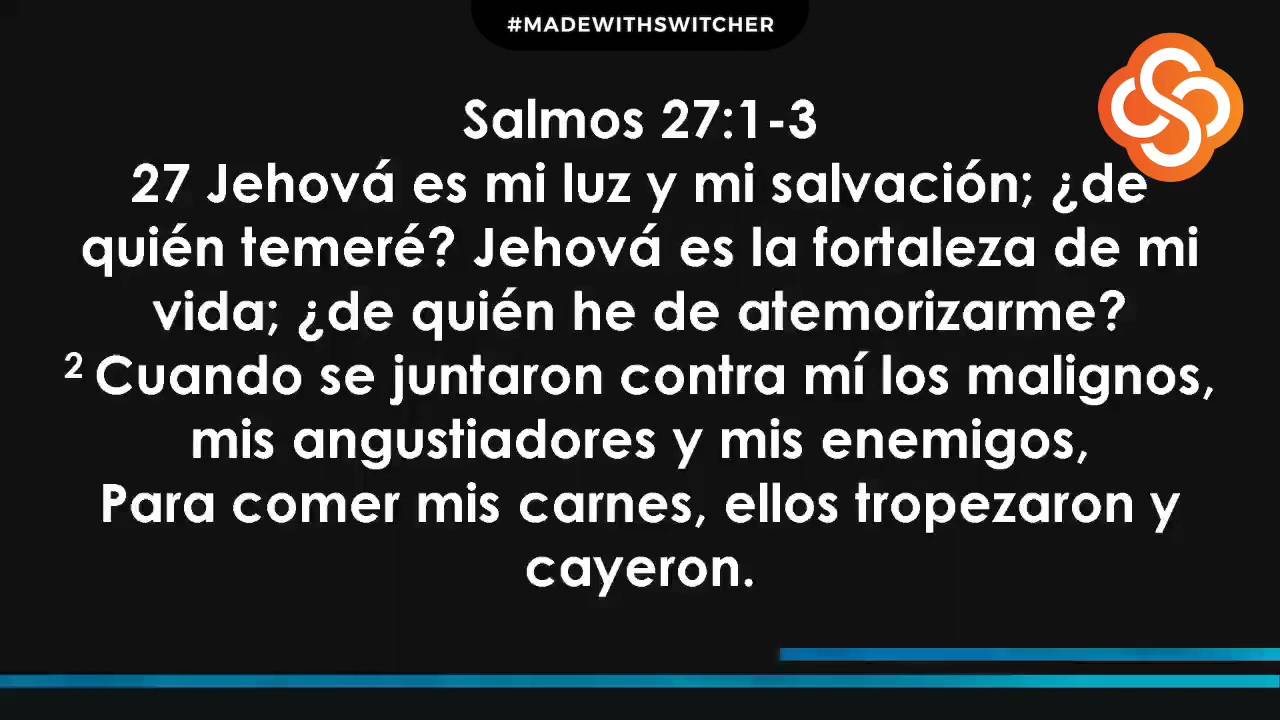 #MADEWITHSWITCHER
Salmos 27:1-3
27 Jehová es mi luz y mi salvación; ¿de
quién temeré? Jehová es la fortaleza de mi
vida; ¿de quién he de atemorizarme?
2 Cuando se juntaron contra mí los malignos,
mis angustiadores y mis enemigos,
Para comer mis carnes, ellos tropezaron y
cayeron.